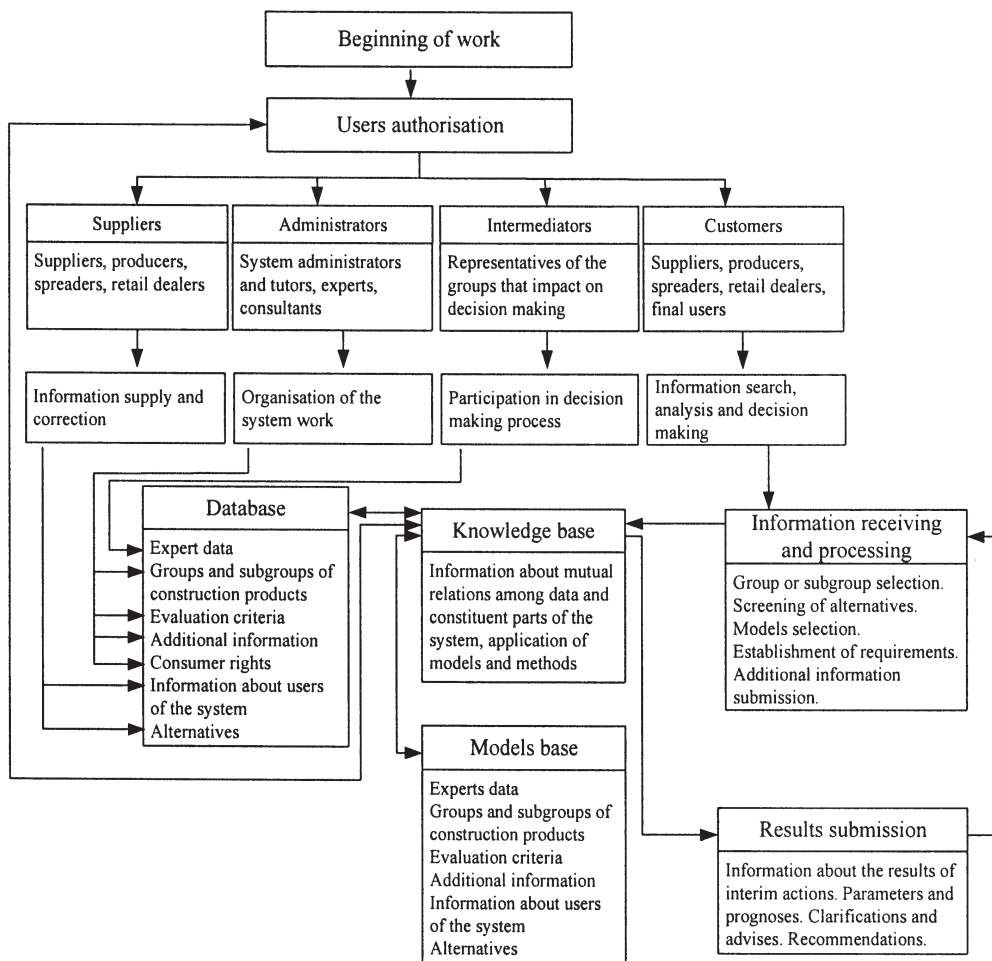 Beginning of work
Users authorisation
Suppliers
Suppliers, producers,
spreaders, retail dealers
Administrators
System administrators
and tutors, experts,
consultants
Intermediators
Representatives of the
groups that impact on
decision making
Customers
Suppliers, producers,
spreaders, retail dealers,
final users
Information supply and
correction
Organisation of the
system work
Participation in decision
making process
Information search,
analysis and decision
making
Database
Expert data
Groups and subgroups of
construction products
Evaluation criteria
Additional information
Consumer rights
Information about users
of the system
Alternatives
Knowledge base
Information about mutual
relations among data and
constituent parts of the
system, application of
models and methods
Information receiving
and processing
Group or subgroup selection.
Screening of alternatives.
Models selection.
Establishment of requirements.
Additional information
submission.
Models base
Experts data
Groups and subgroups of
construction products
Evaluation criteria
Additional information
Information about users
of the system
Alternatives
Results submission
Information about the results of
interim actions. Parameters and
prognoses. Clarifications and
advises. Recommendations.